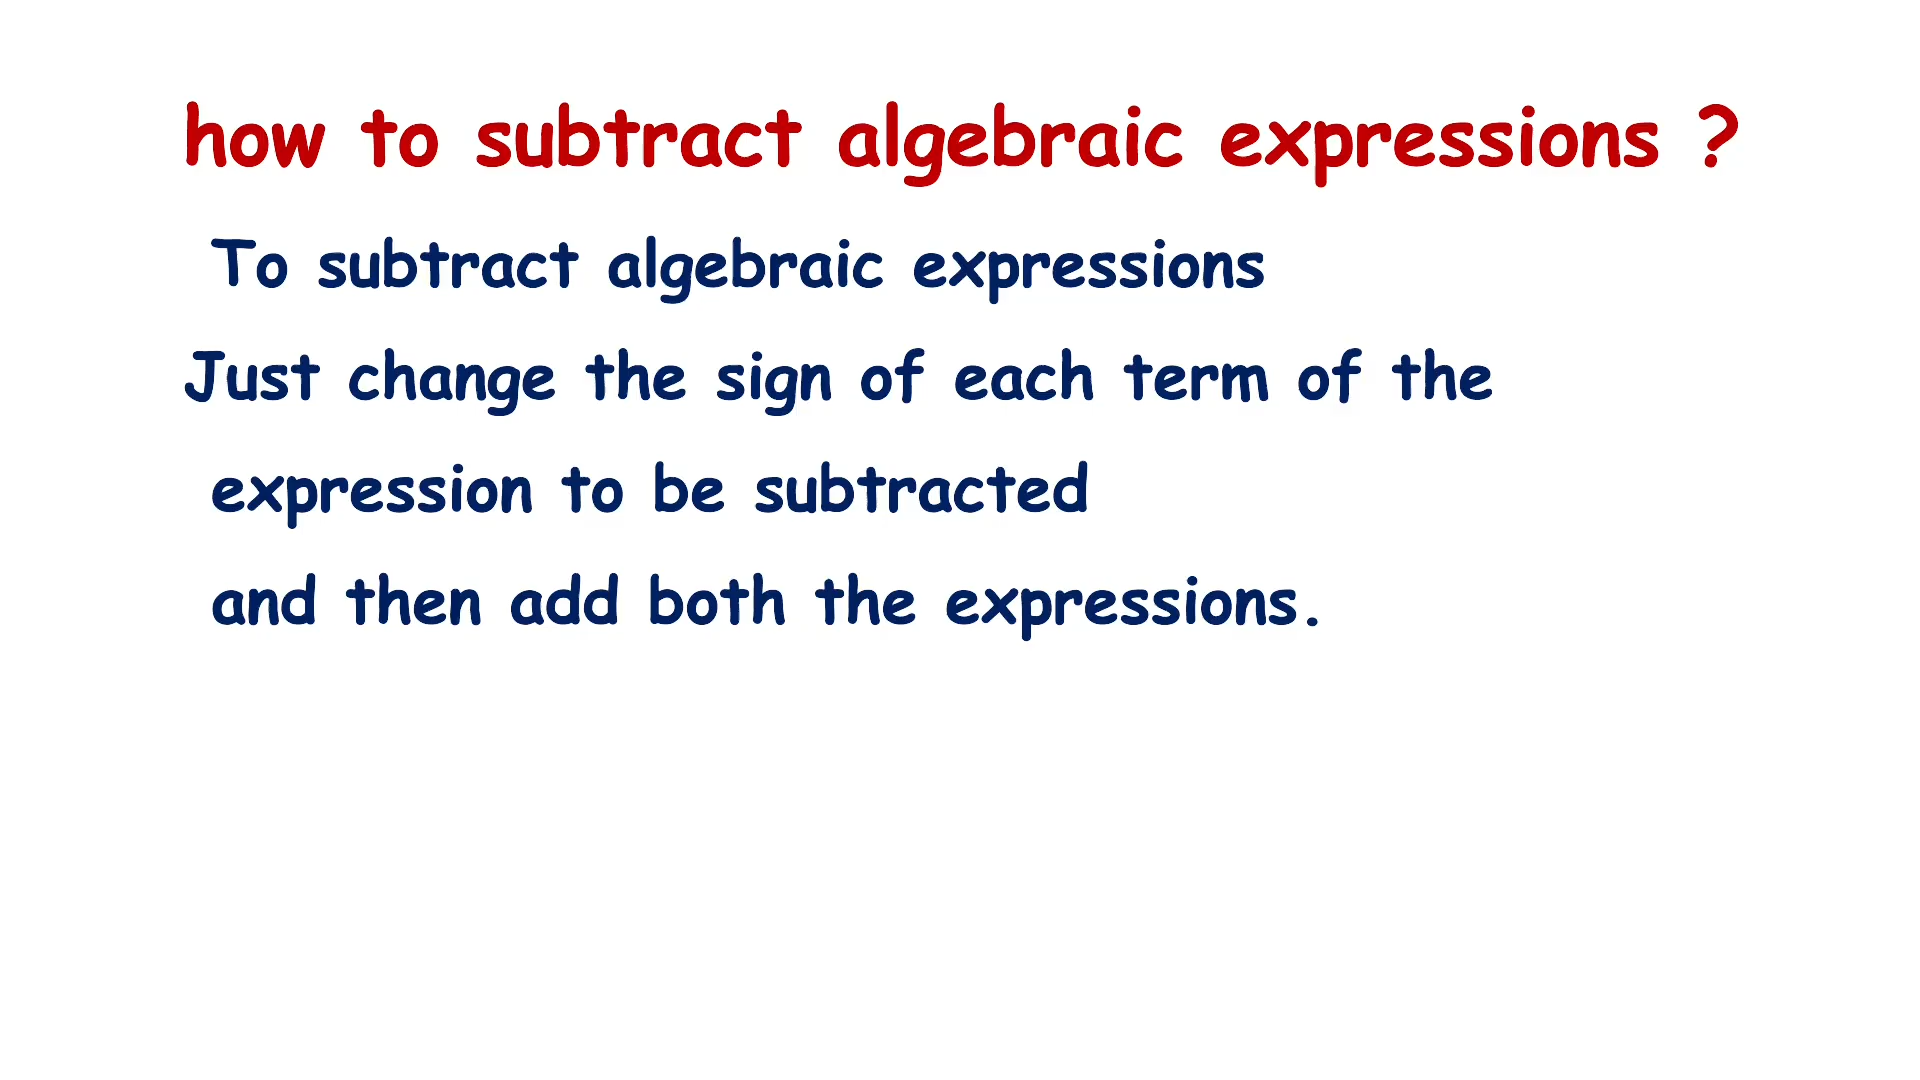 how to subtract algebraic expressions ?
To subtract algebraic expressions
Just change the sign of each term of the
expression to be subtracted
and then add both the expressions.